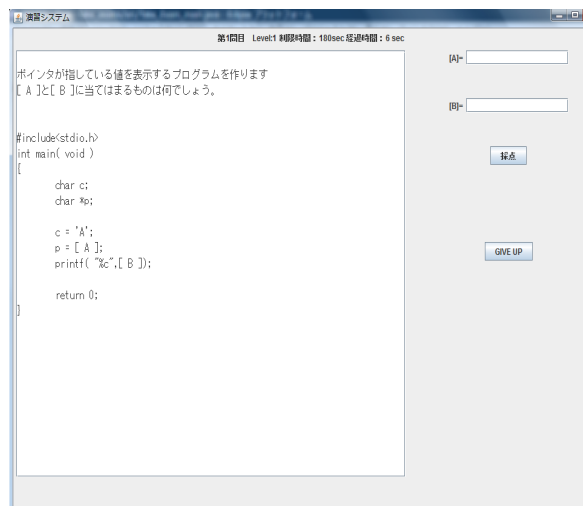 演習システム
第1問目 Level:1 制限時間：180sec 経過時間：6 sec
ポインタが指している値を表示するプログラムを作ります
[ A ]と[ B ]に当てはまるものは何でしょう。
#include<stdio.h>
int main( void )
[
char c;
char *p;
c = 'A';
p = [ A ];
printf( "%c",[ B ]);
return 0;
]
[A]=
[B]=
採点
GIVE UP